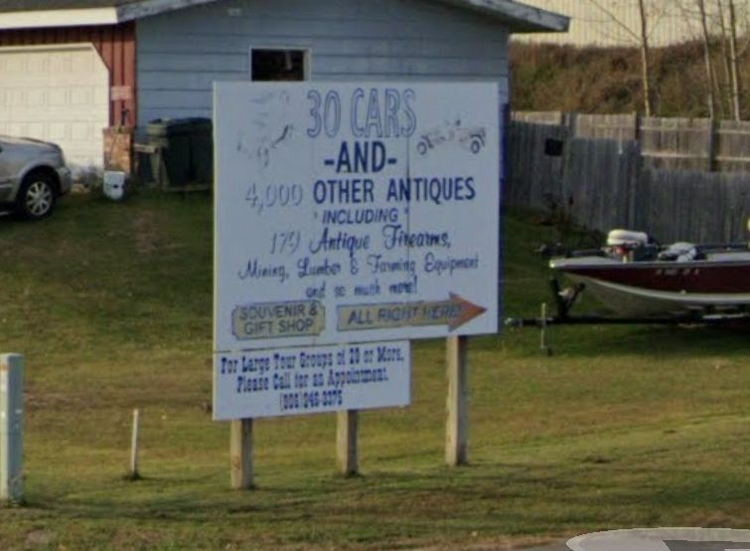 30 CARS
-AND-
4,000 OTHER ANTIQUES
"INCLUDING"
179 Antique Firearms,
Mining, Lumber & Farming Equipment
and so much more!
SOUVENIR &
GIFT SHOP
ALL RIGHT HERE!
For Large Tour Groups of 20 or More,
Please Call for an Appointment.